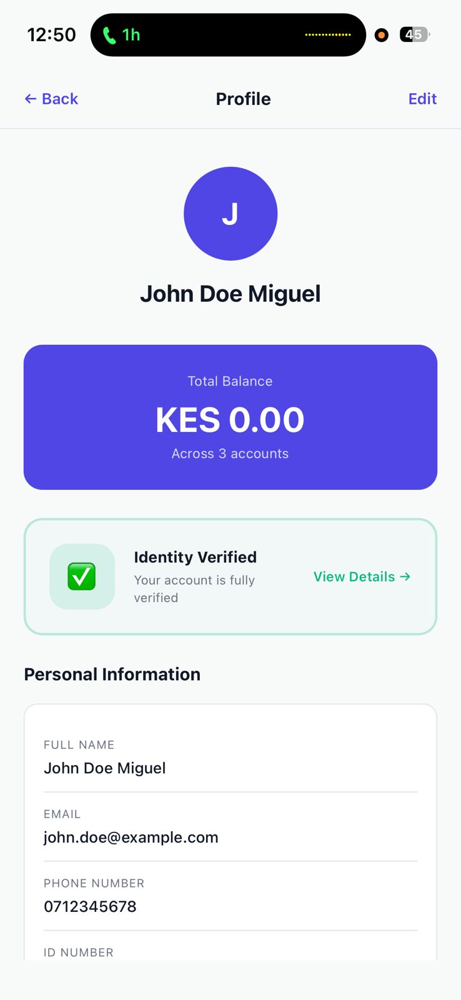 12:50
1h
45
← Back
Profile
Edit
J
John Doe Miguel
Total Balance
KES 0.00
Across 3 accounts
Identity Verified
Your account is fully
verified
View Details →
Personal Information
FULL NAME
John Doe Miguel
EMAIL
john.doe@example.com
PHONE NUMBER
0712345678
ID NUMBER